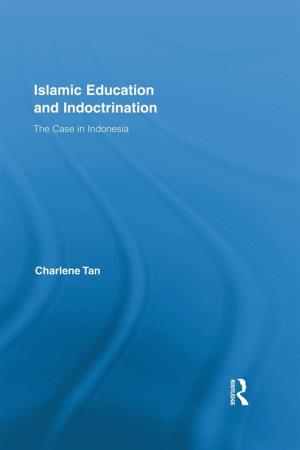 Islamic Education
and Indoctrination
The Case in Indonesia
Charlene Tan
ROUTLEDGE